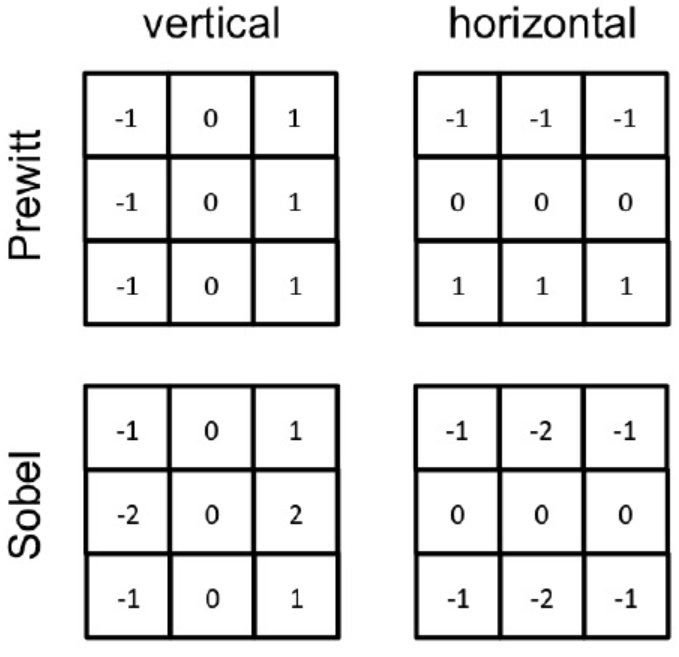 vertical horizontal
Prewitt
-1 0 1 -1 -1 -1
-1 0 1 0 0 0
-1 0 1 1 1 1
Sobel
-1 0 1 -1 -2 -1
-2 0 2 0 0 0
-1 0 1 -1 -2 -1